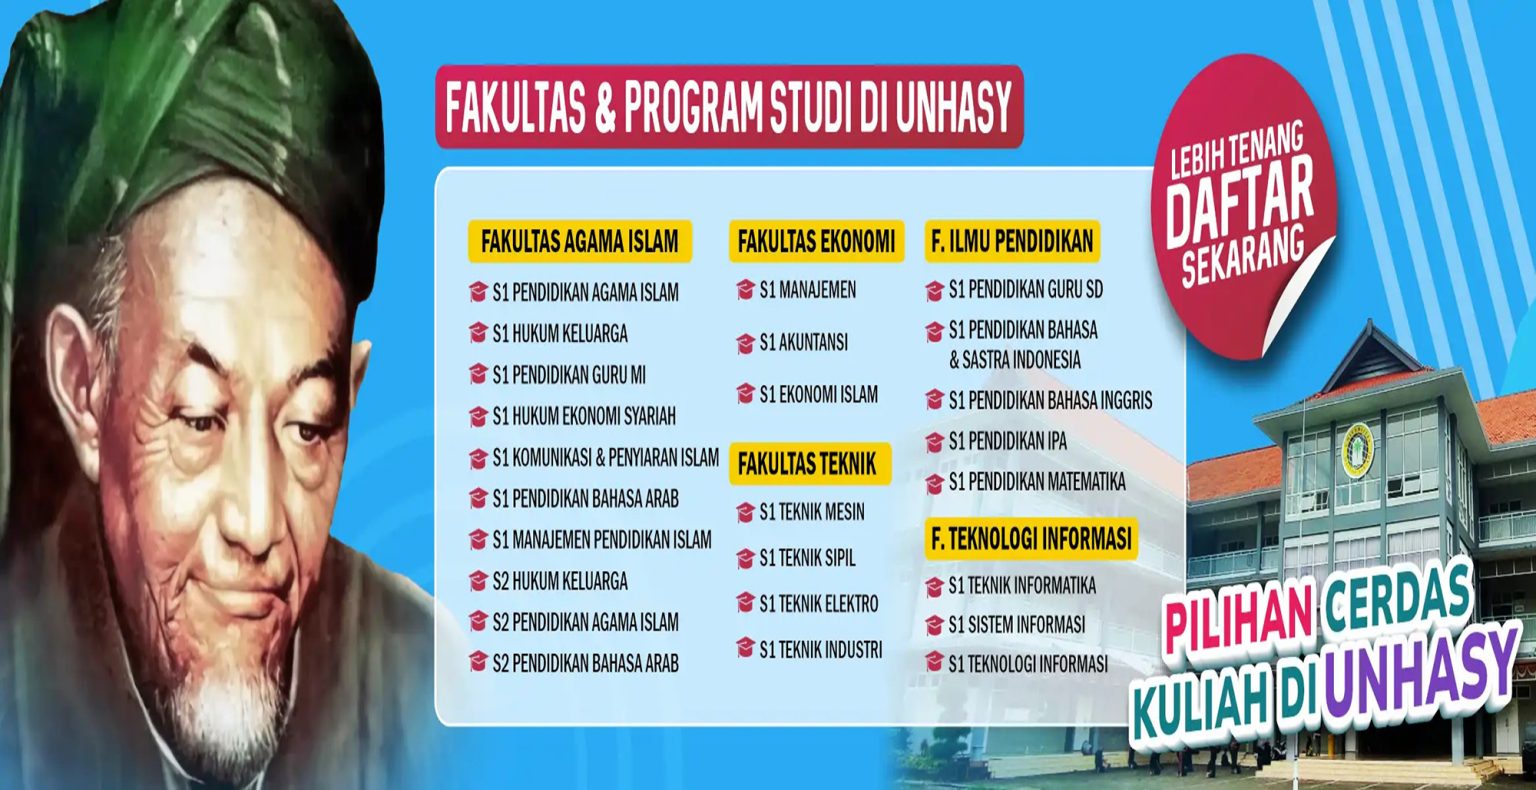 FAKULTAS & PROGRAM STUDI DI UNHASY
LEBIH TENANG
DAFTAR
SEKARANG
FAKULTAS AGAMA ISLAM
S1 PENDIDIKAN AGAMA ISLAM
S1 HUKUM KELUARGA
S1 PENDIDIKAN GURU MI
S1 HUKUM EKONOMI SYARIAH
S1 KOMUNIKASI & PENYIARAN ISLAM
S1 PENDIDIKAN BAHASA ARAB
S1 MANAJEMEN PENDIDIKAN ISLAM
S2 HUKUM KELUARGA
S2 PENDIDIKAN AGAMA ISLAM
S2 PENDIDIKAN BAHASA ARAB
FAKULTAS EKONOMI
S1 MANAJEMEN
S1 AKUNTANSI
S1 EKONOMI ISLAM
FAKULTAS TEKNIK
S1 TEKNIK MESIN
S1 TEKNIK SIPIL
S1 TEKNIK ELEKTRO
S1 TEKNIK INDUSTRI
F. ILMU PENDIDIKAN
S1 PENDIDIKAN GURU SD
S1 PENDIDIKAN BAHASA
& SASTRA INDONESIA
S1 PENDIDIKAN BAHASA INGGRIS
S1 PENDIDIKAN IPA
S1 PENDIDIKAN MATEMATIKA
F. TEKNOLOGI INFORMASI
S1 TEKNIK INFORMATIKA
S1 SISTEM INFORMASI
S1 TEKNOLOGI INFORMASI
PILIHAN CERDAS
KULIAH DI UNHASY